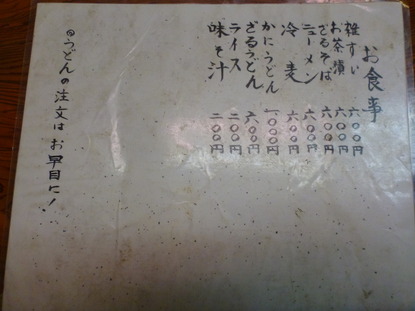 お食事
雑すい 六〇〇円
お茶漬 六〇〇円
ざるそば 六〇〇円
ニューメン 六〇〇円
冷麦 六〇〇円
かにうどん 一〇〇〇円
ざるうどん 六〇〇円
ライス 二〇〇円
味そ汁 二〇〇円
◎うどんの注文はお早目に！